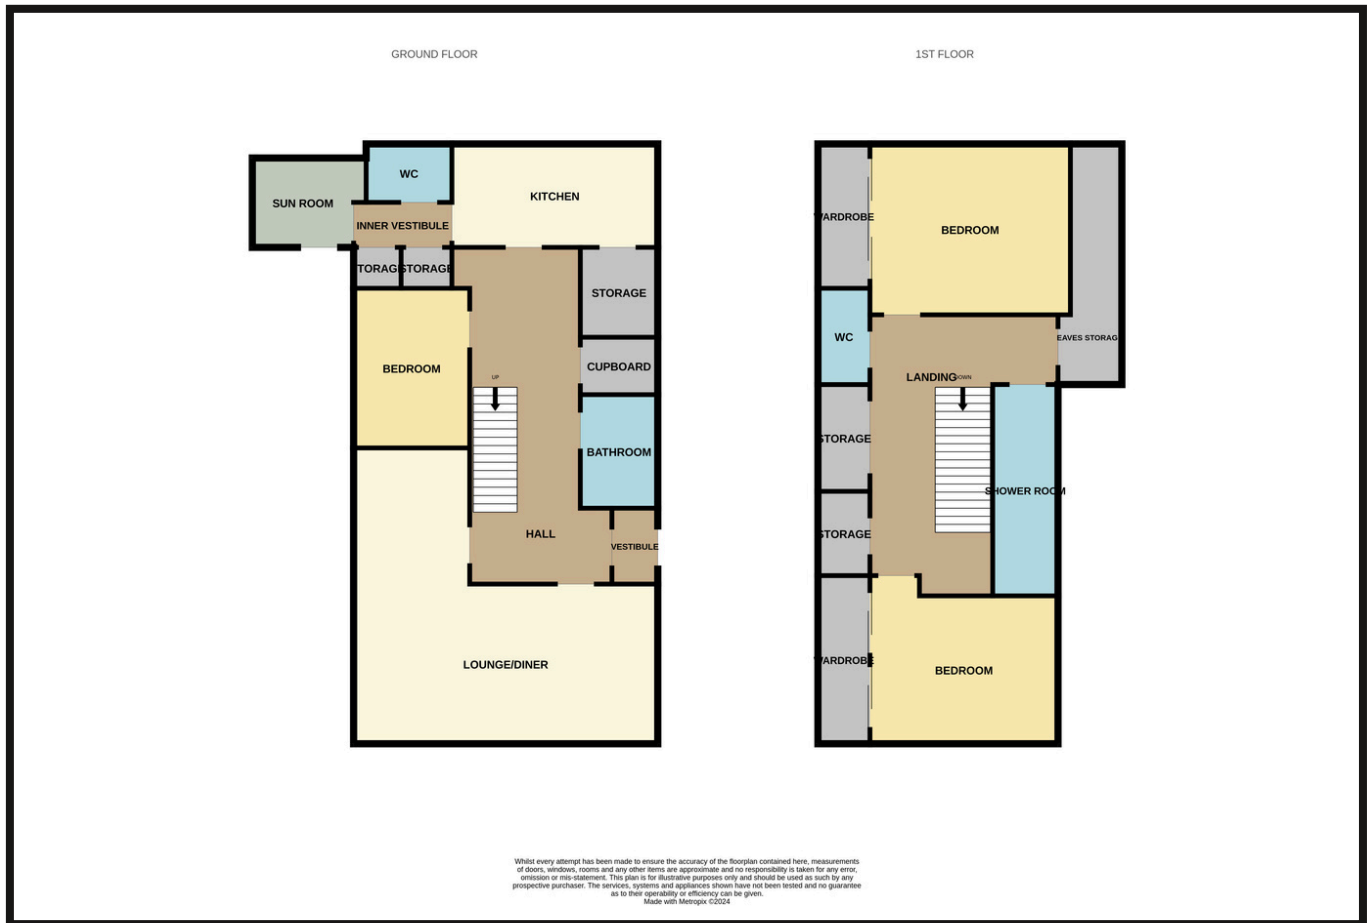 GROUND FLOOR
1ST FLOOR
WC
SUN ROOM
KITCHEN
INNER VESTIBULE
TORAG
STORAGE
STORAGE
BEDROOM
CUPBOARD
UP
BATHROOM
HALL
VESTIBULE
LOUNGE/DINER
WARDROBE
BEDROOM
WC
EAVES STORAG
LANDING
DOWN
STORAGE
SHOWER ROOM
STORAGE
WARDROBE
BEDROOM
Whilst every attempt has been made to ensure the accuracy of the floorplan contained here, measurements
of doors, windows, rooms and any other items are approximate and no responsibility is taken for any error,
omission or mis-statement. This plan is for illustrative purposes only and should be used as such by any
prospective purchaser. The services, systems and appliances shown have not been tested and no guarantee
as to their operability or efficiency can be given.
Made with Metropix ©2024